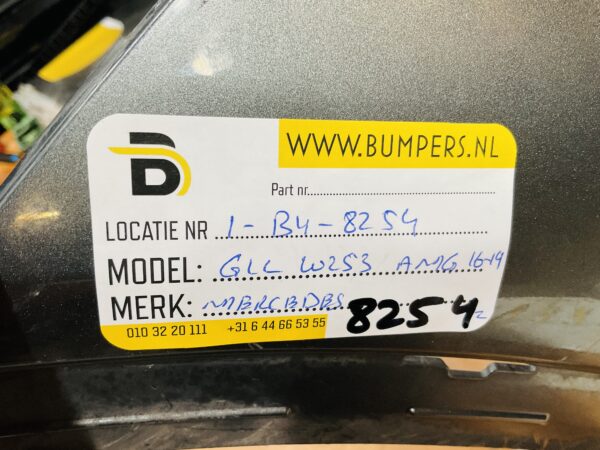 WWW.BUMPERS.NL
Part nr
LOCATIE NR 1-B4-8254
MODEL: GLC W253 AMG 16-19
MERK: MERCEDES
8254
010 32 20 111 +31 6 44 66 53 55